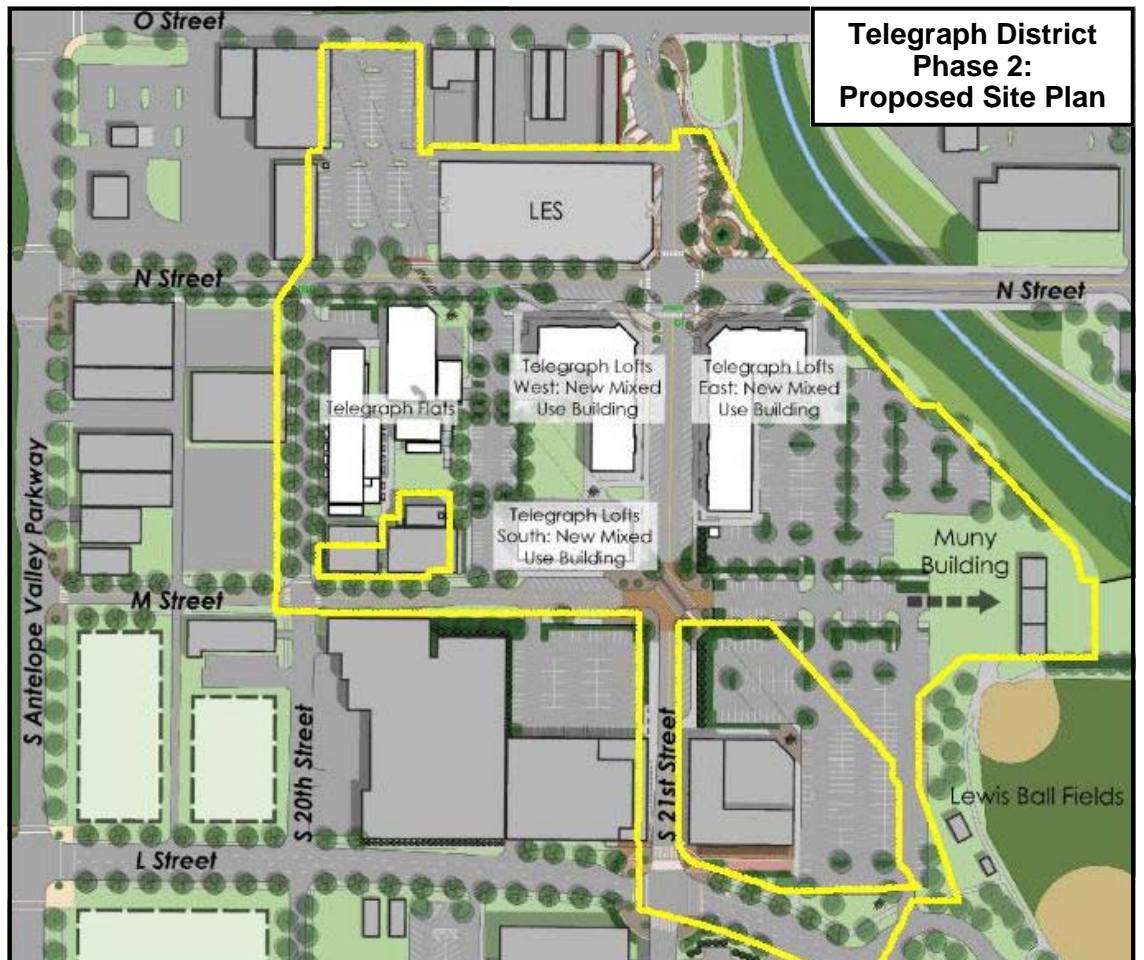 Telegraph District
Phase 2:
Proposed Site Plan
O Street
LES
N Street
N Street
Telegraph Lofts
West: New Mixed
Use Building
Telegraph Lofts
East: New Mixed
Use Building
Telegraph Flats
S Antelope Valley Parkway
Telegraph Lofts
South: New Mixed
Use Building
Muny
Building
M Street
S 20th Street
S 21st Street
Lewis Ball Fields
L Street